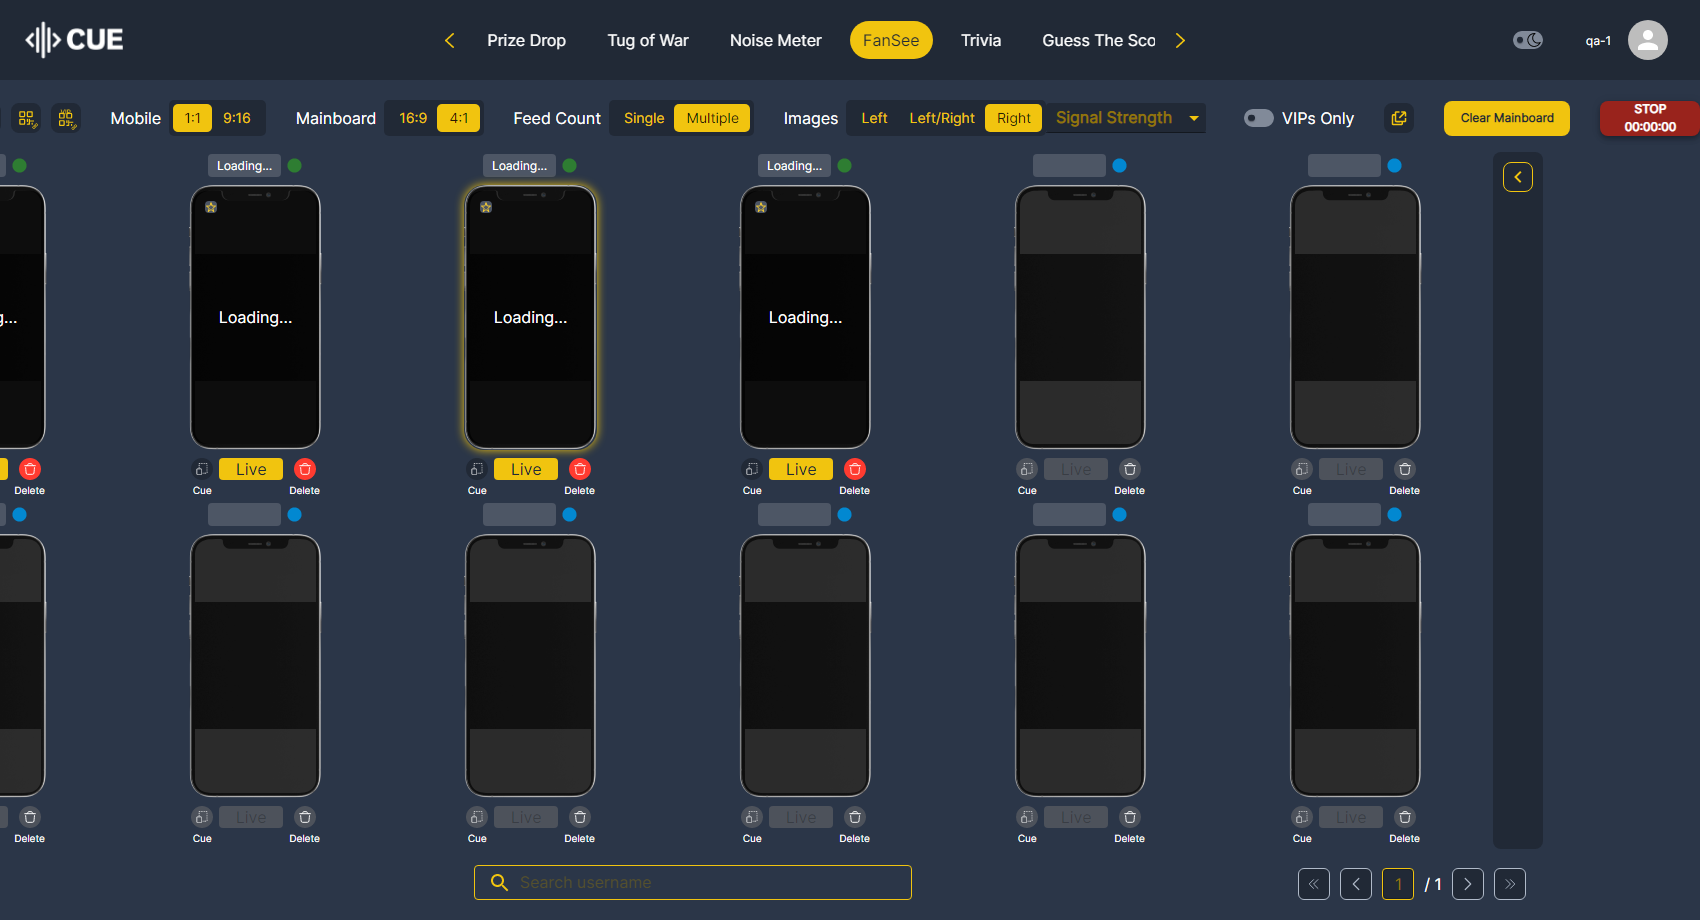 CUE
Prize Drop
Tug of War
Noise Meter
FanSee
Trivia
Guess The Sco
qa-1
Mobile
1:1
9:16
Mainboard
16:9
4:1
Feed Count
Single
Multiple
Images
Left
Left/Right
Right
Signal Strength
VIPs Only
Clear Mainboard
STOP
00:00:00
Loading...
Loading...
Loading...
g...
Loading...
Loading...
Loading...
Delete
Cue
Live
Delete
Cue
Live
Delete
Cue
Live
Delete
Cue
Live
Delete
Cue
Live
Delete
Delete
Cue
Live
Delete
Cue
Live
Delete
Cue
Live
Delete
Cue
Live
Delete
Cue
Live
Delete
Search username
1
/ 1